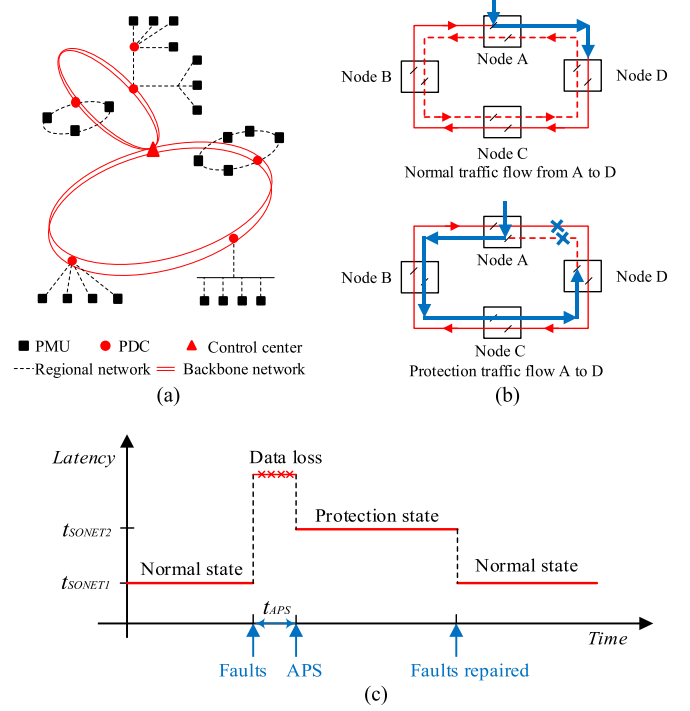 PMU PDC Control center
Regional network Backbone network
(a)
Node A
Node B
Node D
Node C
Normal traffic flow from A to D
Node A
Node B
Node D
Node C
Protection traffic flow A to D
(b)
Latency
Data loss
tSONET2
Protection state
Normal state
Normal state
tSONET1
tAPS
Time
Faults APS Faults repaired
(c)